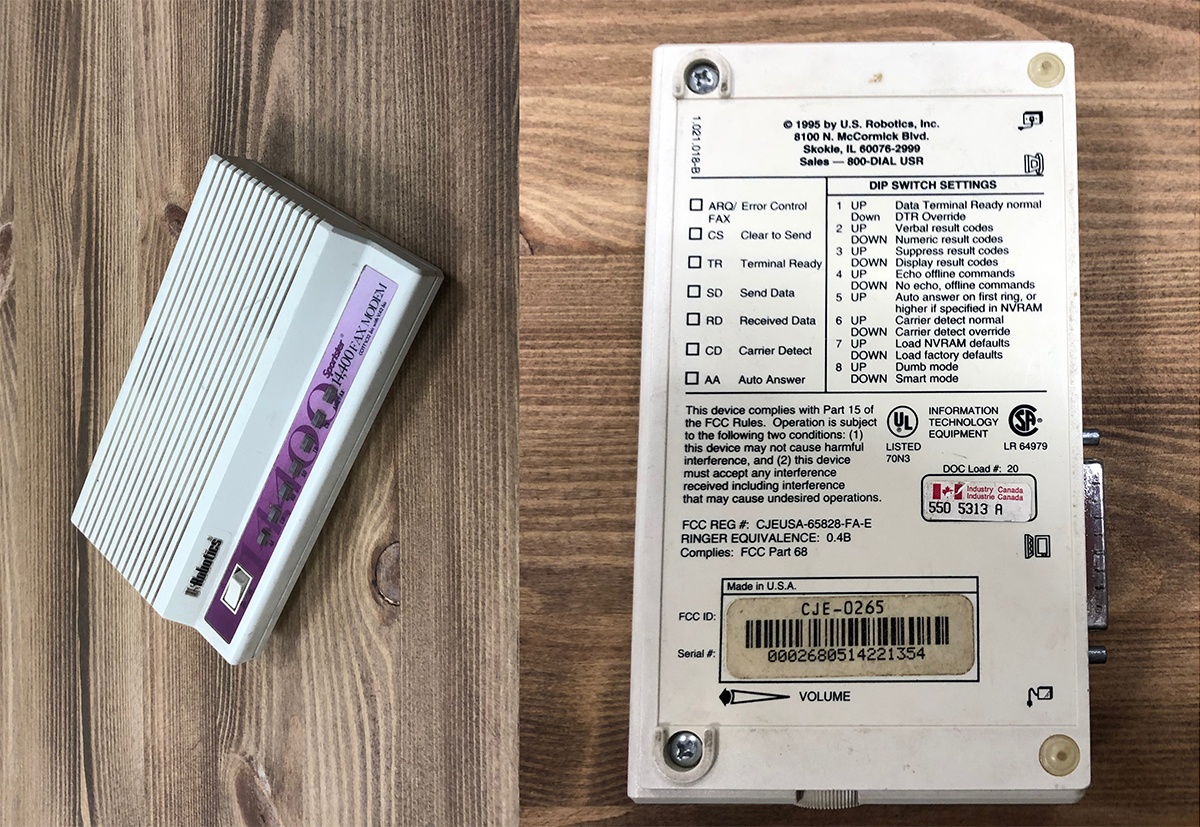 U.S.Robotics
14400
Sportster
14,400 FAX MODEM
1.021.018-B
© 1995 by U.S. Robotics, Inc.
8100 N. McCormick Blvd.
Skokie, IL 60076-2999
Sales — 800-DIAL USR
ARQ/ Error Control
FAX
CS Clear to Send
TR Terminal Ready
SD Send Data
RD Received Data
CD Carrier Detect
AA Auto Answer
DIP SWITCH SETTINGS
1 UP Data Terminal Ready normal
Down DTR Override
2 UP Verbal result codes
DOWN Numeric result codes
3 UP Suppress result codes
DOWN Display result codes
4 UP Echo offline commands
DOWN No echo, offline commands
5 UP Auto answer on first ring, or
higher if specified in NVRAM
6 UP Carrier detect normal
DOWN Carrier detect override
7 UP Load NVRAM defaults
DOWN Load factory defaults
8 UP Dumb mode
DOWN Smart mode
This device complies with Part 15 of
the FCC Rules. Operation is subject
to the following two conditions: (1)
this device may not cause harmful
interference, and (2) this device
must accept any interference
received including interference
that may cause undesired operations.
UL
LISTED
70N3
INFORMATION
TECHNOLOGY
EQUIPMENT
SA
LR 64979
DOC Load #: 20
Industry Canada
Industrie Canada
550 5313 A
FCC REG #: CJEUSA-65828-FA-E
RINGER EQUIVALENCE: 0.4B
Complies: FCC Part 68
Made in U.S.A.
FCC ID: CJE-0265
Serial #: 0002680514221354
VOLUME